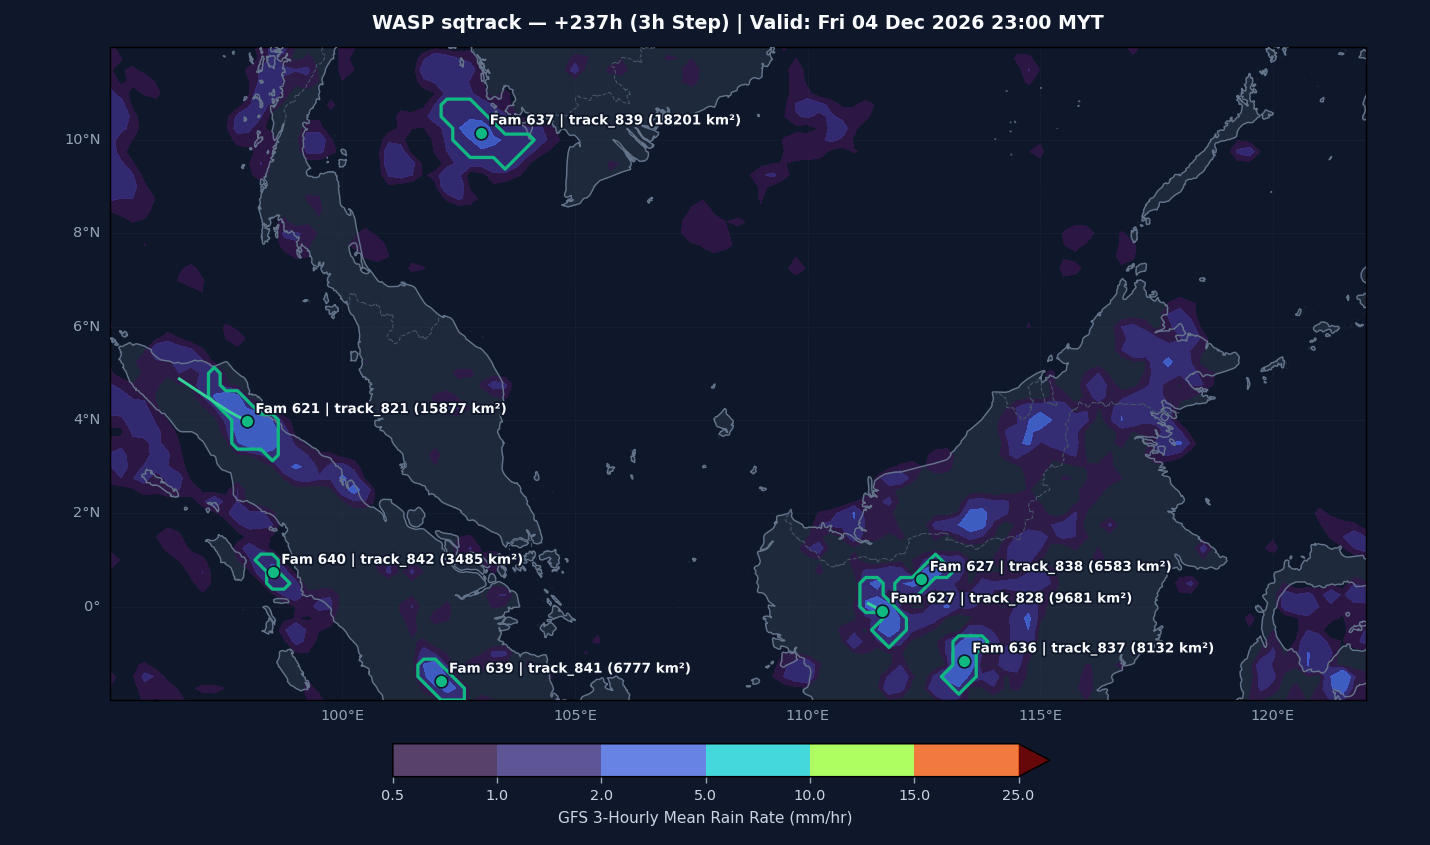 WASP sqtrack — +237h (3h Step) | Valid: Fri 04 Dec 2026 23:00 MYT
Fam 637 | track_839 (18201 km²)
10°N
8°N
6°N
Fam 621 | track_821 (15877 km²)
4°N
2°N
Fam 640 | track_842 (3485 km²)
Fam 627 | track_838 (6583 km²)
Fam 627 | track_828 (9681 km²)
0°
Fam 636 | track_837 (8132 km²)
Fam 639 | track_841 (6777 km²)
100°E 105°E 110°E 115°E 120°E
0.5 1.0 2.0 5.0 10.0 15.0 25.0
GFS 3-Hourly Mean Rain Rate (mm/hr)